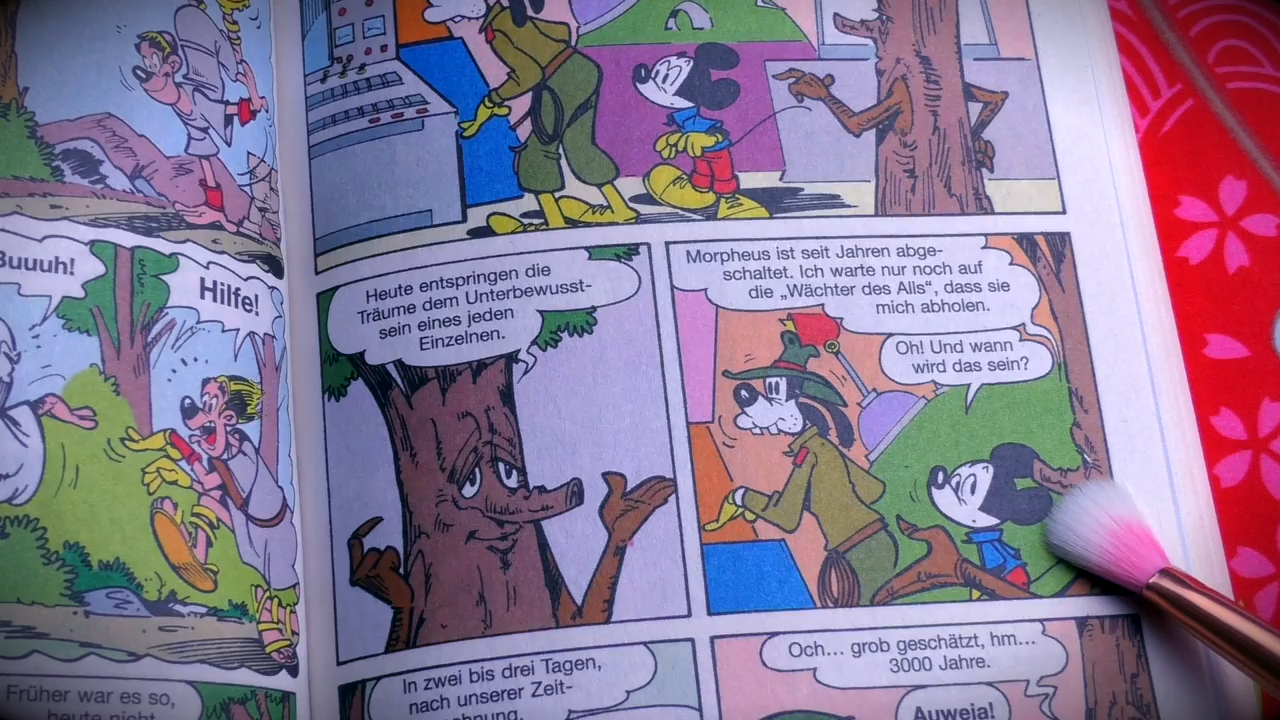 Buuuh!
Hilfe!
Früher war es so,
heute nicht
Heute entspringen die
Träume dem Unterbewusst-
sein eines jeden
Einzelnen.
Morpheus ist seit Jahren abge-
schaltet. Ich warte nur noch auf
die „Wächter des Alls“, dass sie
mich abholen.
Oh! Und wann
wird das sein?
In zwei bis drei Tagen,
nach unserer Zeit-
Och... grob geschätzt, hm...
3000 Jahre.
Auweia!